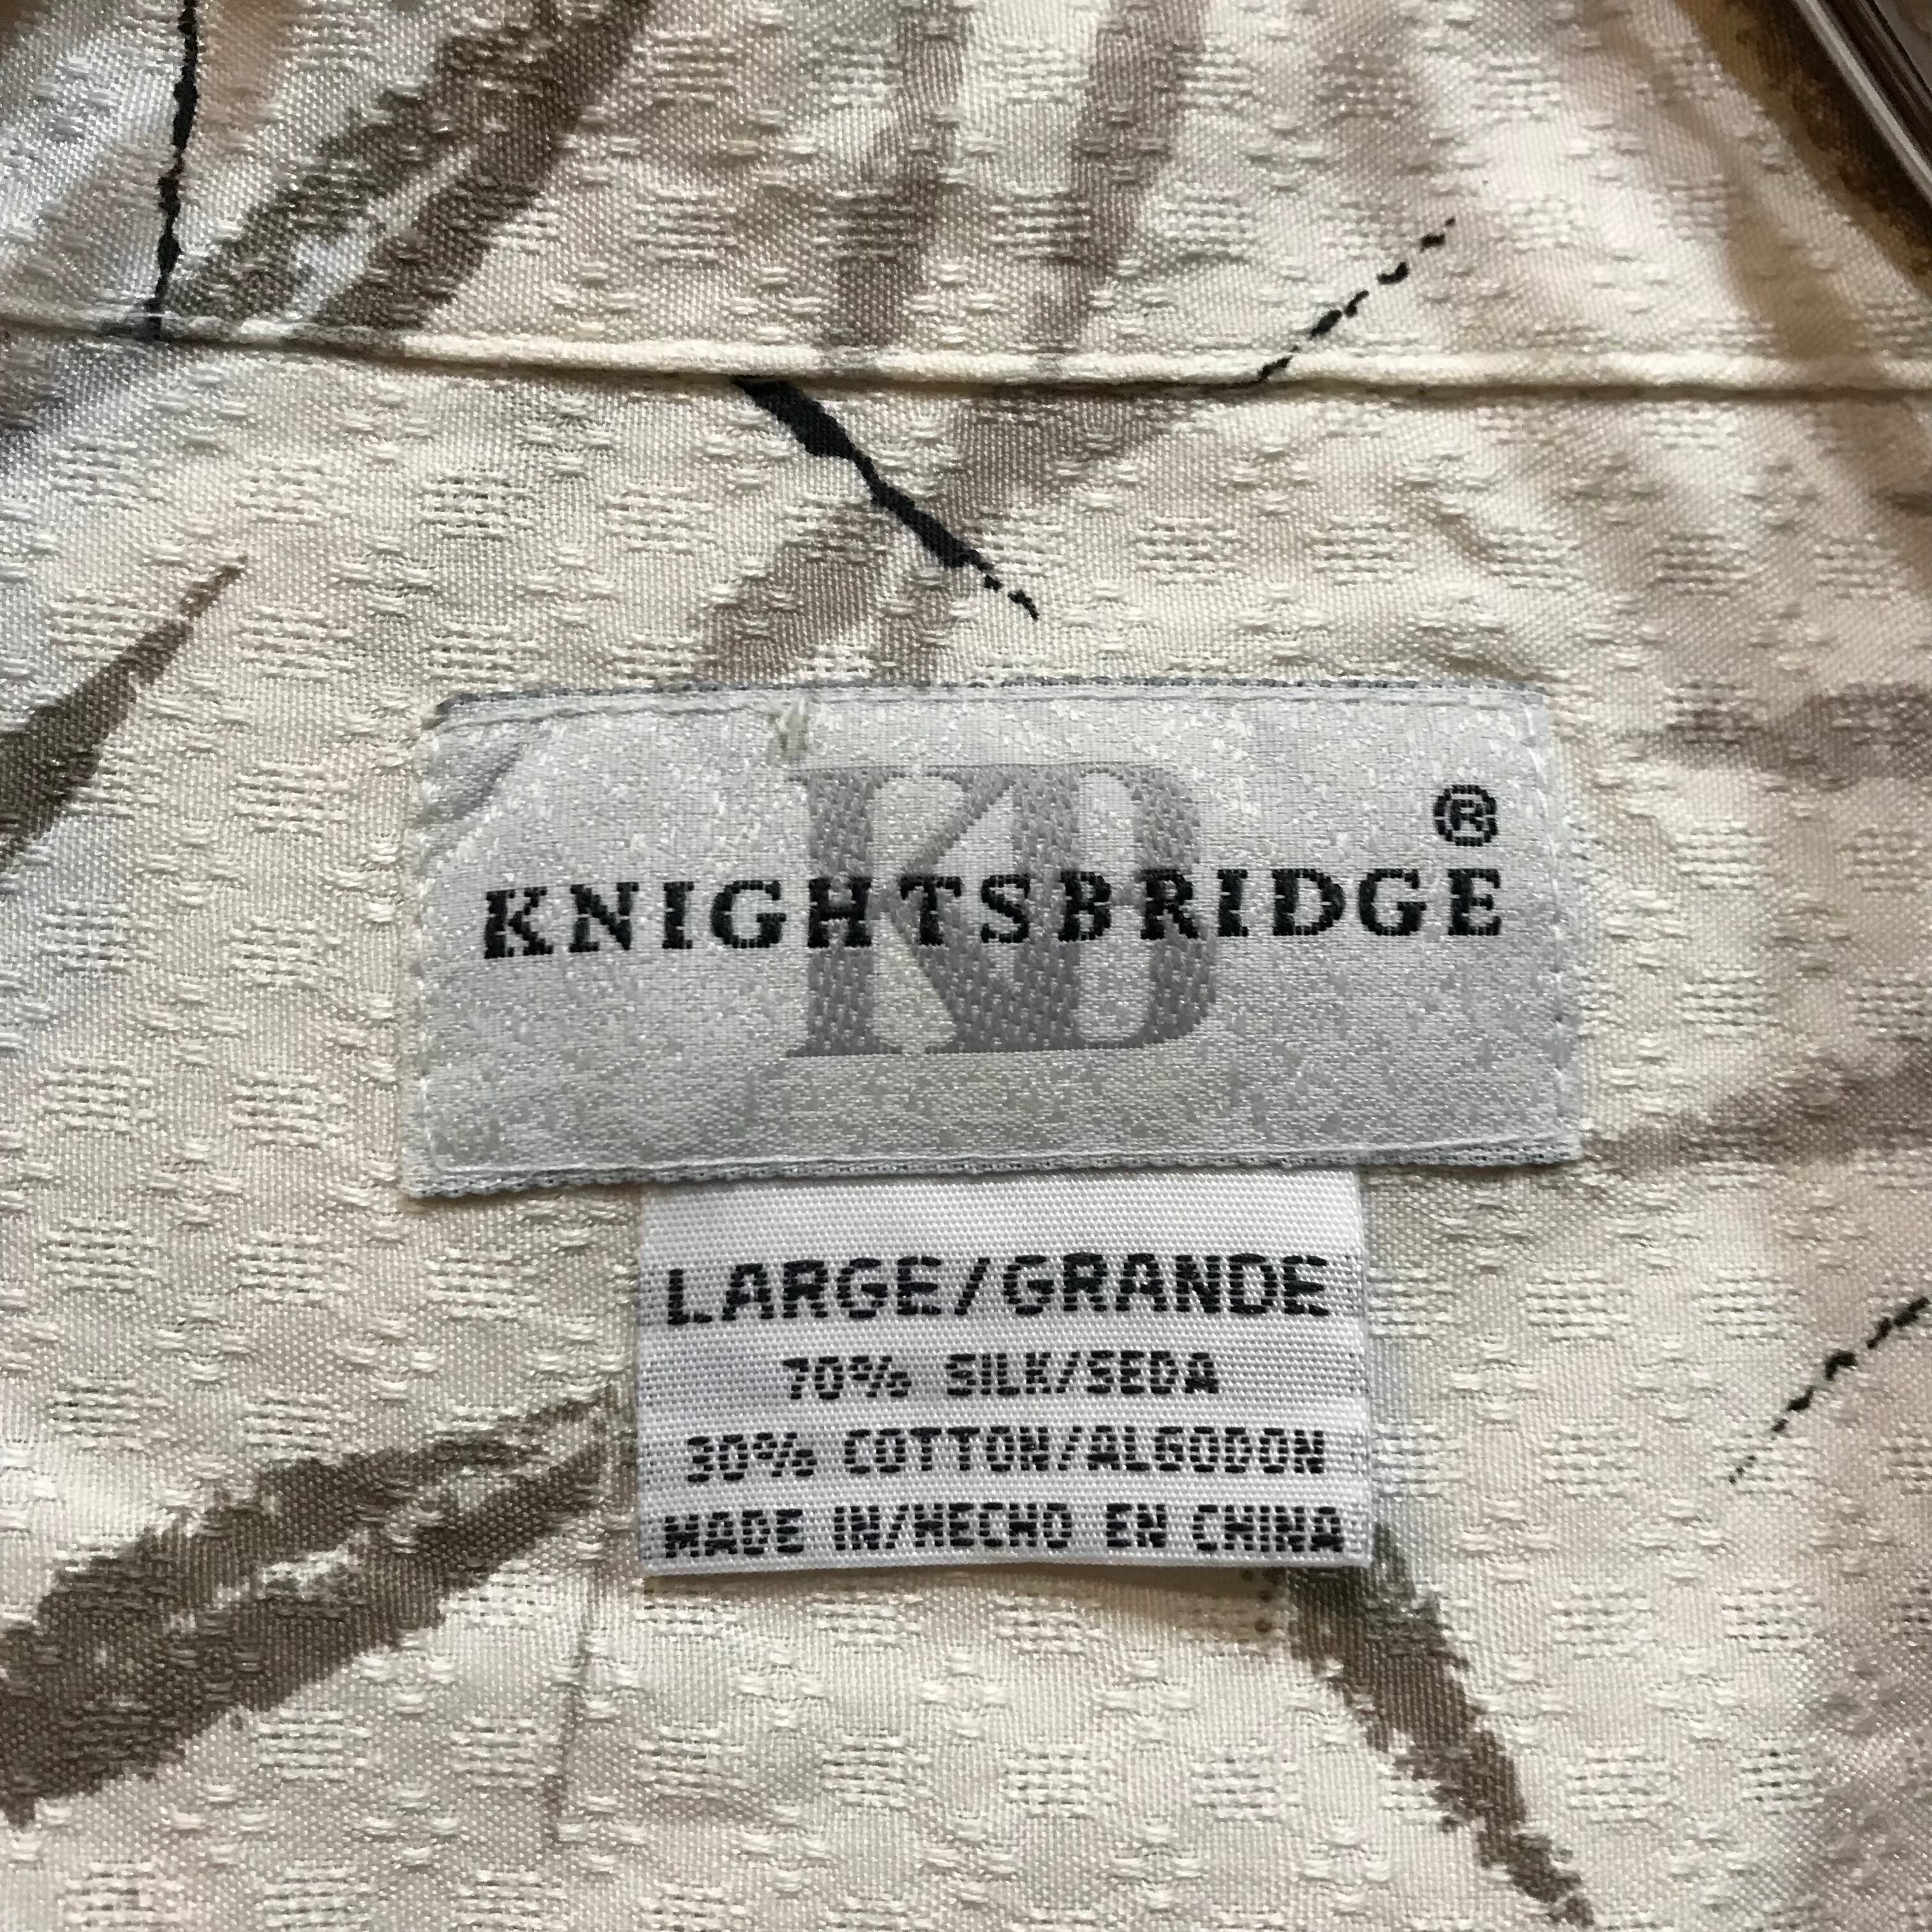 KB
®
KNIGHTSBRIDGE
LARGE/GRANDE
70% SILK/SEDA
30% COTTON/ALGODON
MADE IN/HECHO EN CHINA